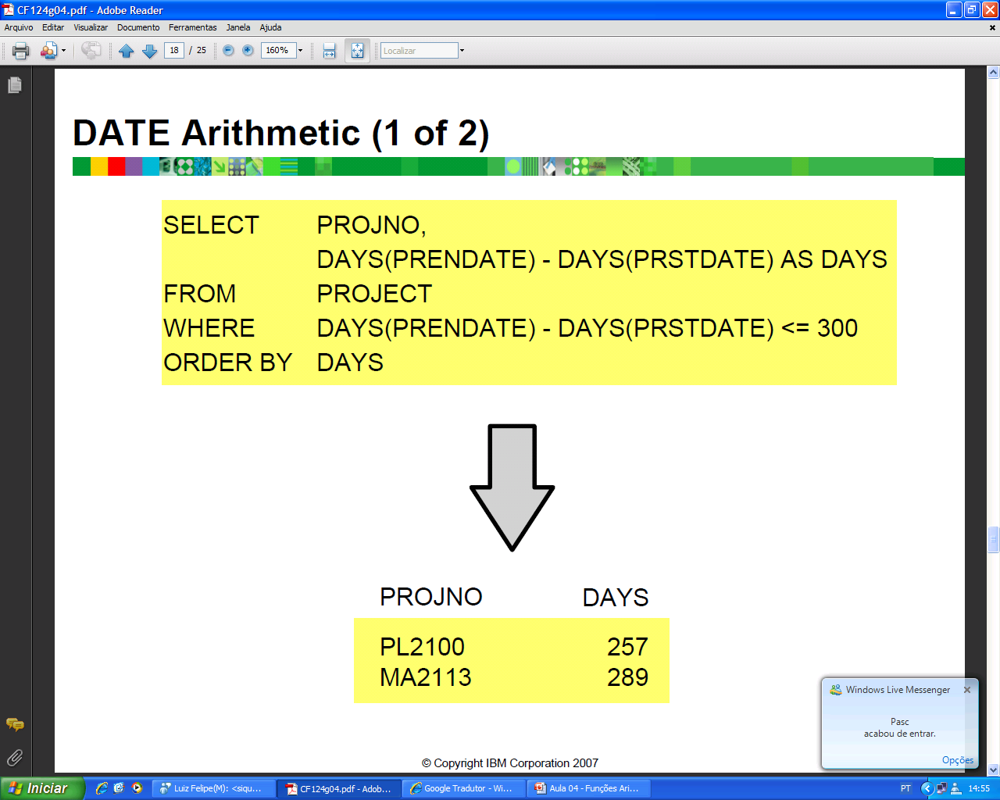 CF124g04.pdf - Adobe Reader
Arquivo Editar Visualizar Documento Ferramentas Janela Ajuda
18 / 25 160% Localizar
DATE Arithmetic (1 of 2)
SELECT PROJNO,
DAYS(PRENDATE) - DAYS(PRSTDATE) AS DAYS
FROM PROJECT
WHERE DAYS(PRENDATE) - DAYS(PRSTDATE) <= 300
ORDER BY DAYS
PROJNO DAYS
PL2100 257
MA2113 289
© Copyright IBM Corporation 2007
Windows Live Messenger
Pasc
acabou de entrar.
Opções
Iniciar Luiz Felipe(M): <siqu... CF124g04.pdf - Adob... Google Tradutor - Wi... Aula 04 - Funções Ari... PT 14:55